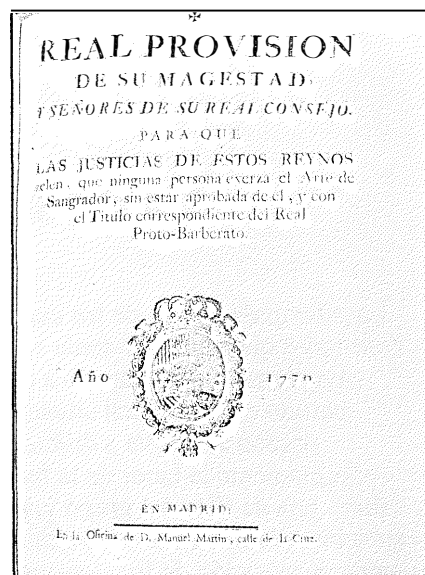 REAL PROVISION
DE SU MAGESTAD,
Y SEÑORES DE SU REAL CONSEJO.
PARA QUE
LAS JUSTICIAS DE ESTOS REYNOS
zelen, que ninguna persona exerza el Arte de
Sangrador, sin estar aprobada de el, y con
el Titulo correspondiente del Real
Proto-Barberato.
Año 1770
EN MADRID:
En la Oficina de D. Manuel Martin, calle de la Cruz.